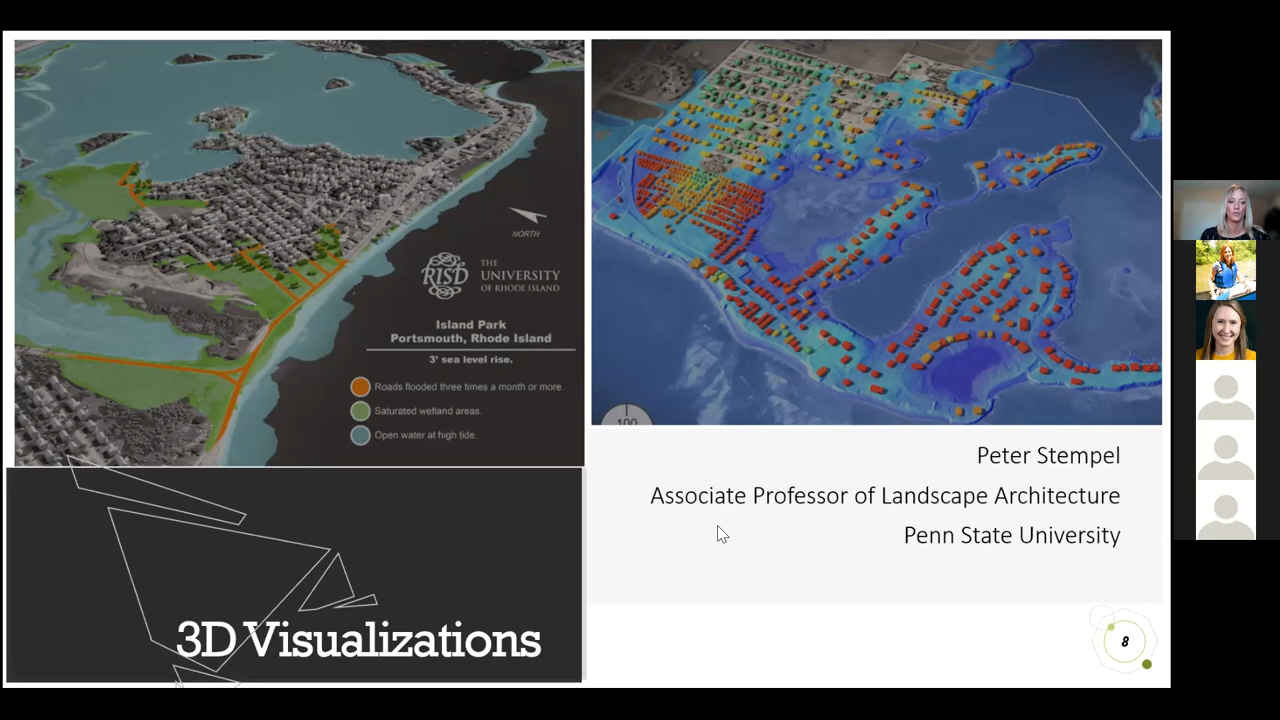 NORTH
RISD
THE
UNIVERSITY
OF RHODE ISLAND
Island Park
Portsmouth, Rhode Island
3' sea level rise.
Roads flooded three times a month or more.
Saturated wetland areas.
Open water at high tide.
100
Peter Stempel
Associate Professor of Landscape Architecture
Penn State University
3D Visualizations
8